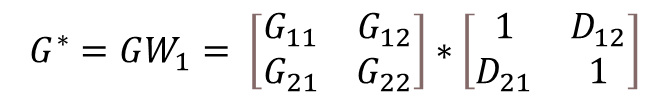 G* = GW₁ = [G₁₁ G₁₂
G₂₁ G₂₂] * [1 D₁₂
D₂₁ 1]